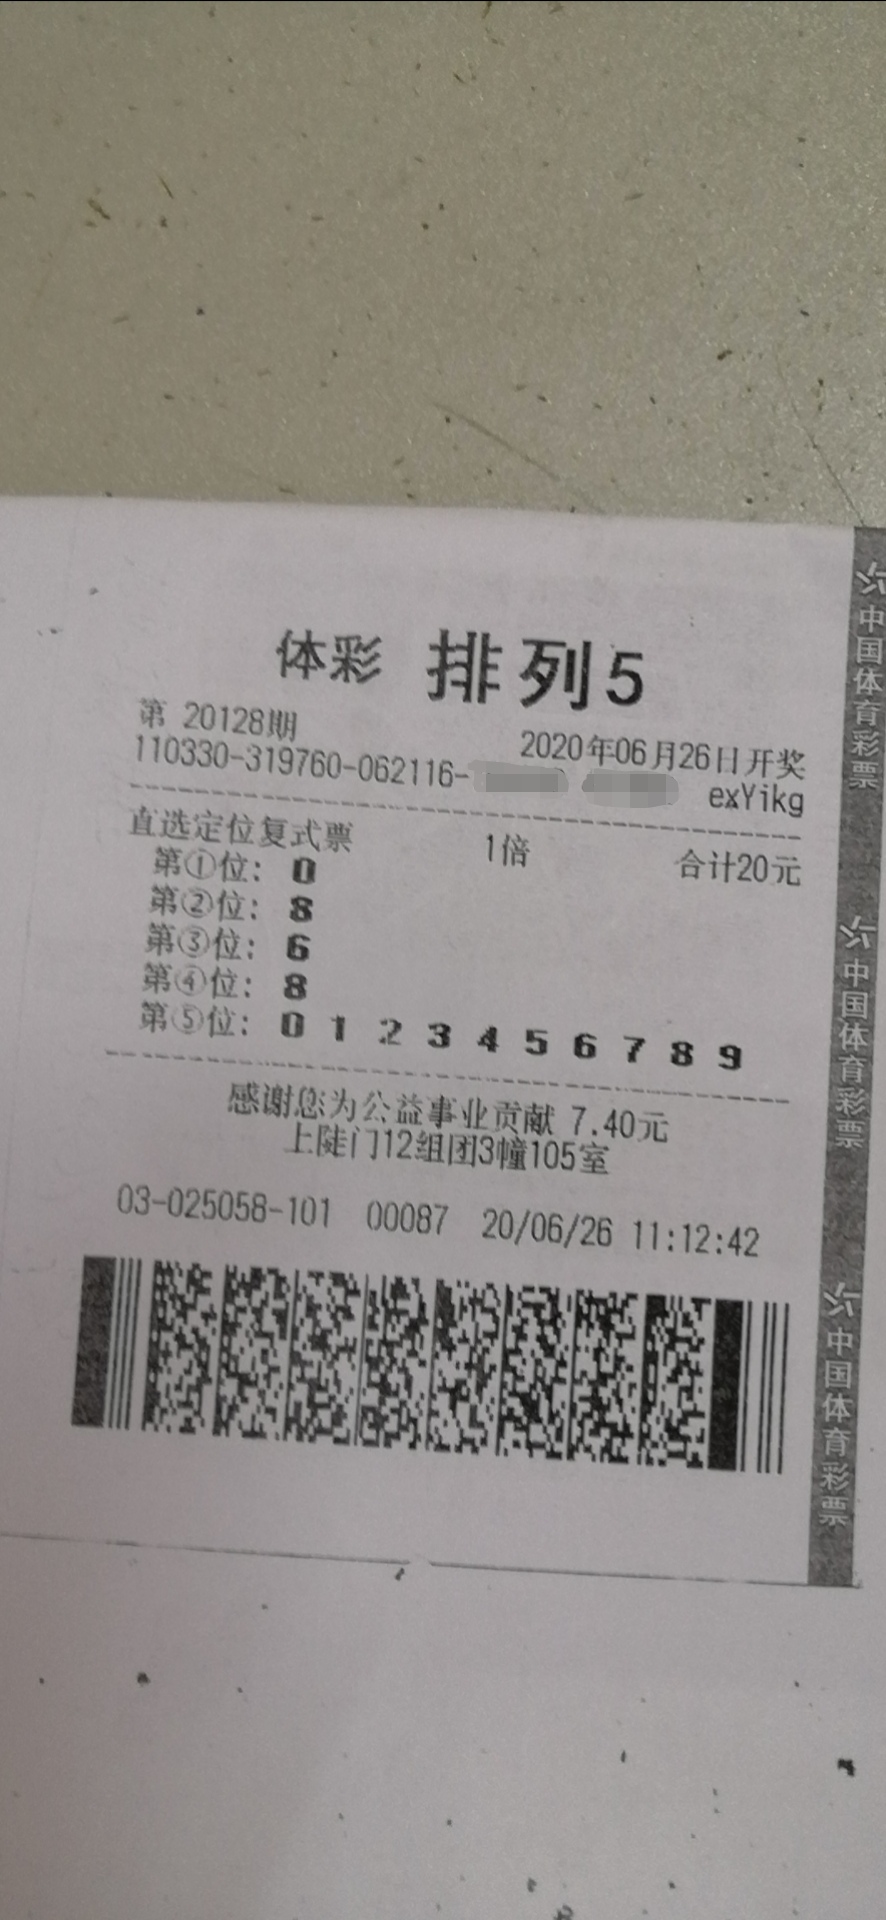 体彩 排列5
第 20128期 2020年06月26日开奖
110330-319760-062116- exYikg
直选定位复式票 1倍 合计20元
第①位: 0
第②位: 8
第③位: 6
第④位: 8
第⑤位: 0 1 2 3 4 5 6 7 8 9
感谢您为公益事业贡献 7.40元
上陡门12组团3幢105室
03-025058-101 00087 20/06/26 11:12:42
中国体育彩票
中国体育彩票
中国体育彩票